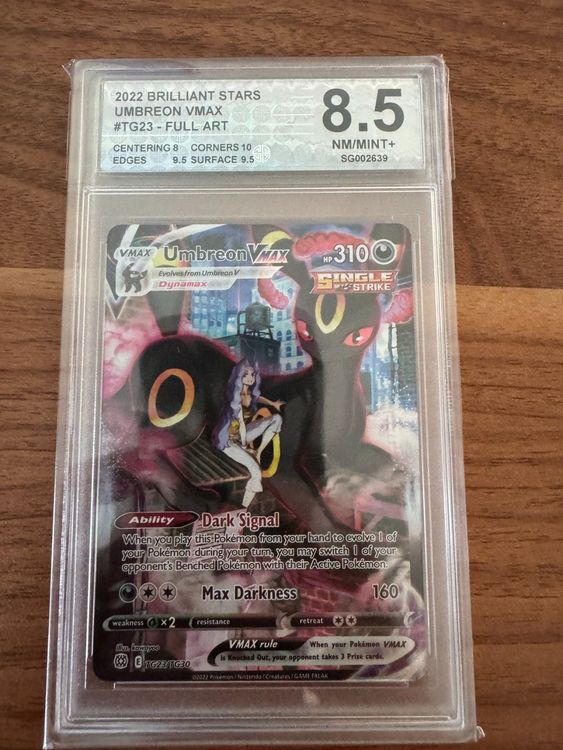 2022 BRILLIANT STARS
UMBREON VMAX
#TG23 - FULL ART
CENTERING 8 CORNERS 10
EDGES 9.5 SURFACE 9.5
8.5
NM/MINT+
SG002639
VMAX Umbreon VMAX HP 310
Evolves from Umbreon V
Dynamax
SINGLE
STRIKE
Ability Dark Signal
When you play this Pokémon from your hand to evolve 1 of
your Pokémon during your turn, you may switch 1 of your
opponent's Benched Pokémon with their Active Pokémon.
Max Darkness 160
weakness ×2 resistance retreat
VMAX rule When your Pokémon VMAX
is Knocked Out, your opponent takes 3 Prize cards.
illus. kawayoo
E TG23/TG30
©2022 Pokémon / Nintendo / Creatures / GAME FREAK